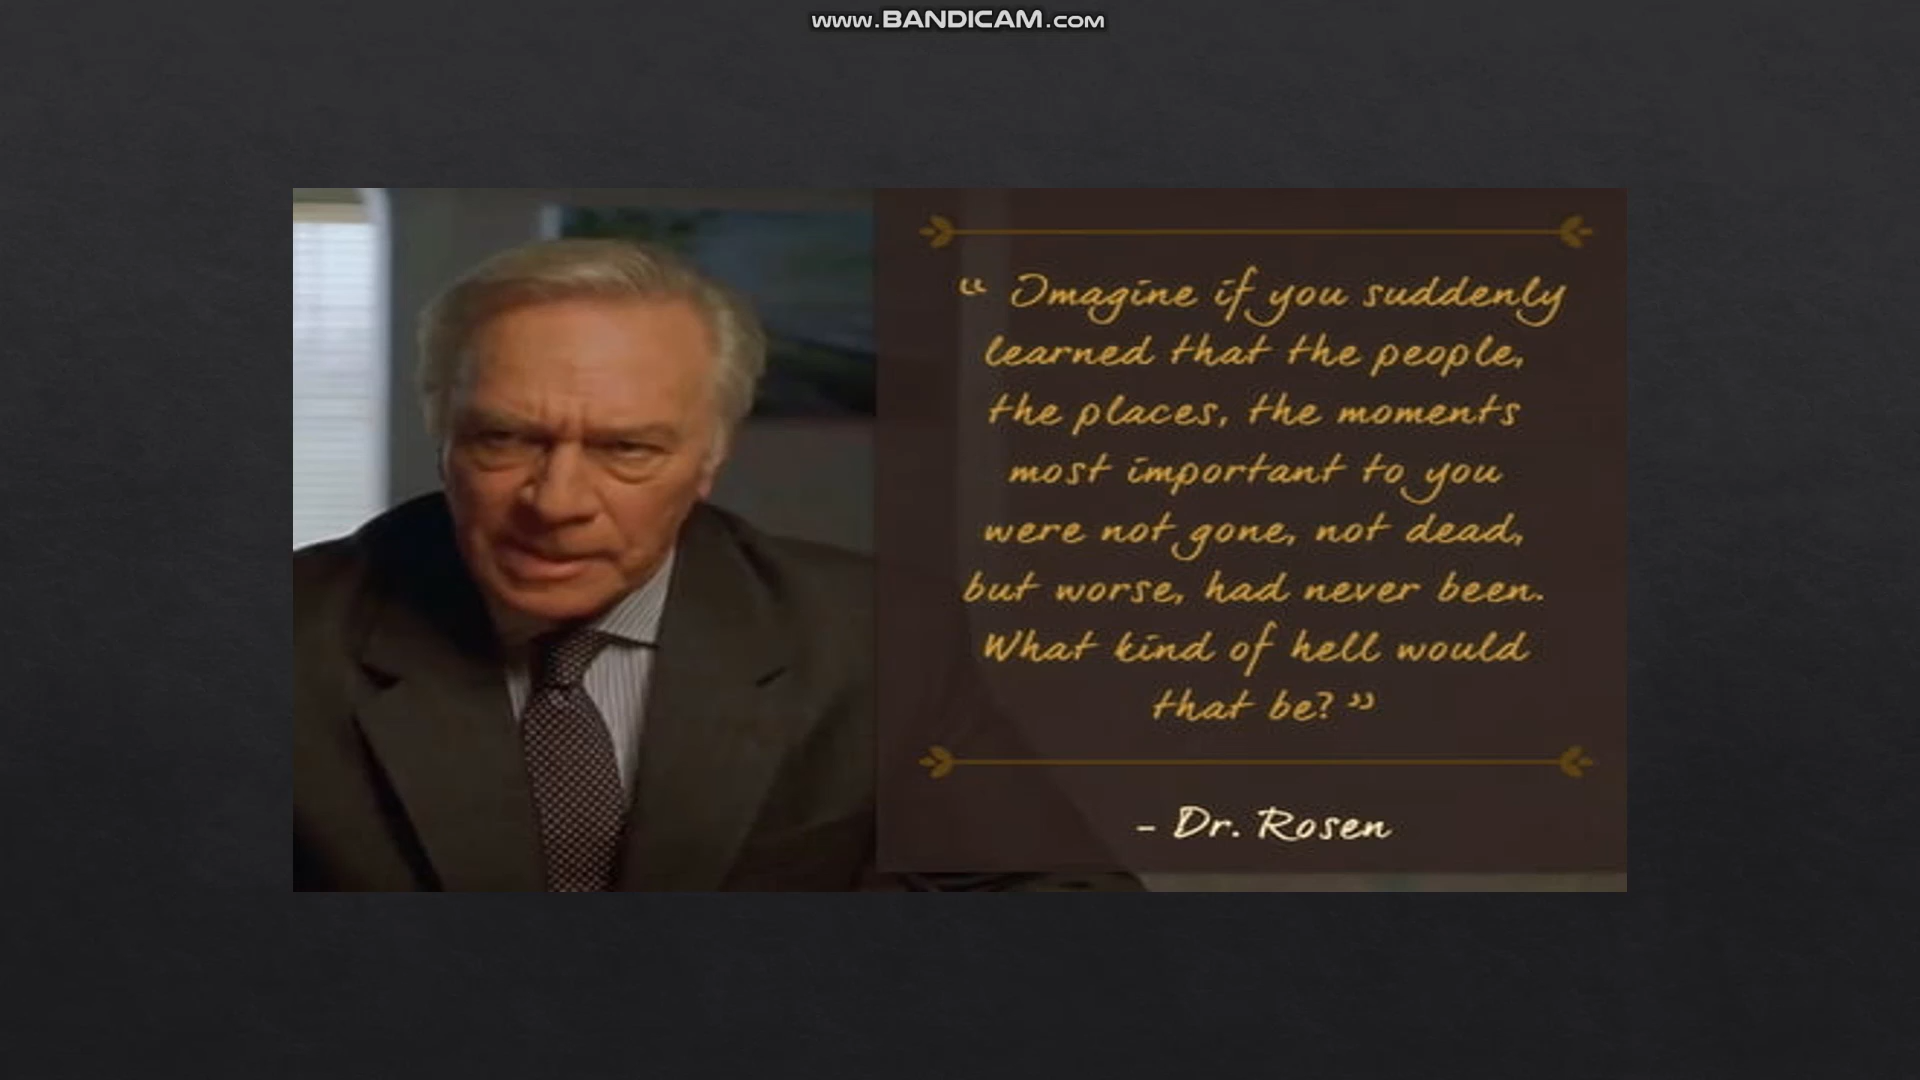 www.BANDICAM.com
“ Imagine if you suddenly
learned that the people,
the places, the moments
most important to you
were not gone, not dead,
but worse, had never been.
What kind of hell would
that be? ”
- Dr. Rosen